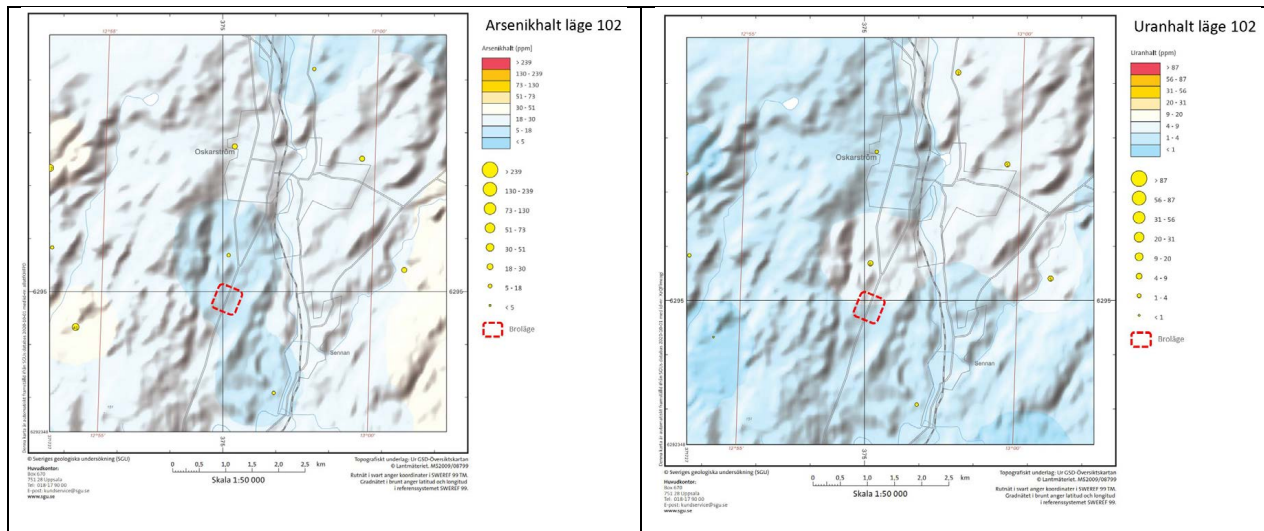 Arsenikhalt läge 102
Arsenikhalt (ppm)
> 239
130 - 239
73 - 130
51 - 73
30 - 51
18 - 30
5 - 18
< 5
> 239
130 - 239
73 - 130
51 - 73
30 - 51
18 - 30
5 - 18
< 5
Broläge
375
Oskarström
6295
6295
Sennan
375
© Sveriges geologiska undersökning (SGU)
Huvudkontor:
Box 670
751 28 Uppsala
Tel: 018-17 90 00
E-post: kundservice@sgu.se
www.sgu.se
0 0,5 1,0 1,5 2,0 2,5 km
Skala 1:50 000
Topografiskt underlag: Ur GSD-Översiktskartan
© Lantmäteriet. MS2009/08799
Rutnät i svart anger koordinater i SWEREF 99 TM.
Gradnätet i brunt anger latitud och longitud
i referenssystemet SWEREF 99.
Uranhalt läge 102
Uranhalt (ppm)
> 87
56 - 87
31 - 56
20 - 31
9 - 20
4 - 9
1 - 4
< 1
> 87
56 - 87
31 - 56
20 - 31
9 - 20
4 - 9
1 - 4
< 1
Broläge
375
Oskarström
6295
6295
Sennan
375
© Sveriges geologiska undersökning (SGU)
Huvudkontor:
Box 670
751 28 Uppsala
Tel: 018-17 90 00
E-post: kundservice@sgu.se
www.sgu.se
0 0,5 1,0 1,5 2,0 2,5 km
Skala 1:50 000
Topografiskt underlag: Ur GSD-Översiktskartan
© Lantmäteriet. MS2009/08799
Rutnät i svart anger koordinater i SWEREF 99 TM.
Gradnätet i brunt anger latitud och longitud
i referenssystemet SWEREF 99.